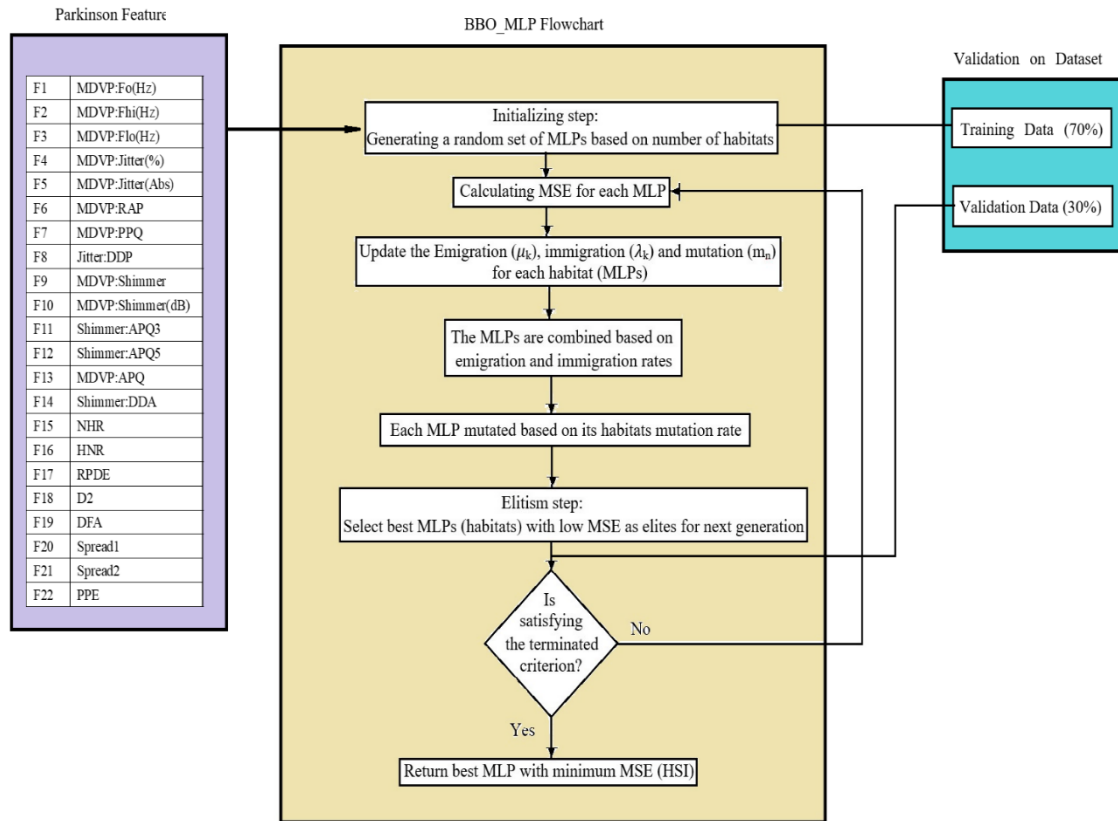 Parkinson Feature
F1 MDVP:Fo(Hz)
F2 MDVP:Fhi(Hz)
F3 MDVP:Flo(Hz)
F4 MDVP:Jitter(%)
F5 MDVP:Jitter(Abs)
F6 MDVP:RAP
F7 MDVP:PPQ
F8 Jitter:DDP
F9 MDVP:Shimmer
F10 MDVP:Shimmer(dB)
F11 Shimmer:APQ3
F12 Shimmer:APQ5
F13 MDVP:APQ
F14 Shimmer:DDA
F15 NHR
F16 HNR
F17 RPDE
F18 D2
F19 DFA
F20 Spread1
F21 Spread2
F22 PPE
BBO_MLP Flowchart
Initializing step:
Generating a random set of MLPs based on number of habitats
Calculating MSE for each MLP
Update the Emigration (μₖ), immigration (λₖ) and mutation (mₙ)
for each habitat (MLPs)
The MLPs are combined based on
emigration and immigration rates
Each MLP mutated based on its habitats mutation rate
Elitism step:
Select best MLPs (habitats) with low MSE as elites for next generation
Is
satisfying
the terminated
criterion?
No
Yes
Return best MLP with minimum MSE (HSI)
Validation on Dataset
Training Data (70%)
Validation Data (30%)